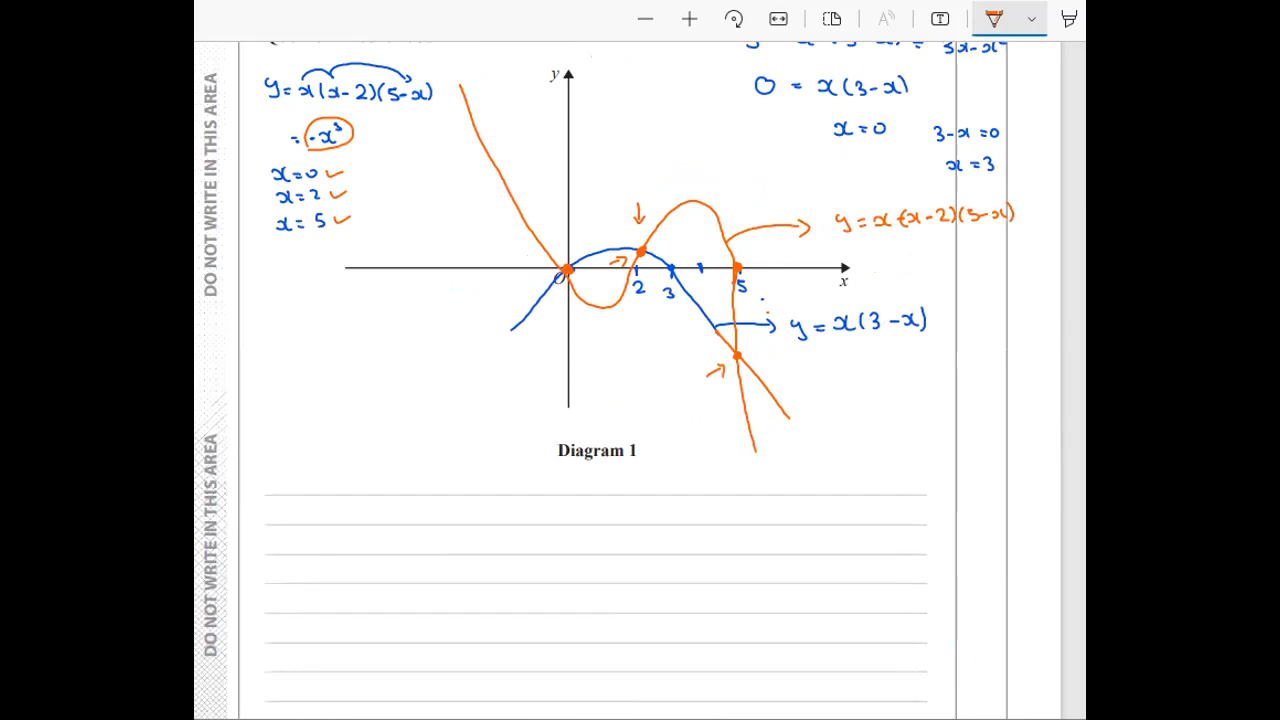 DO NOT WRITE IN THIS AREA
DO NOT WRITE IN THIS AREA
y = x(x-2)(5-x)
= -x³
x = 0 ✓
x = 2 ✓
x = 5 ✓
5x-x
0 = x(3-x)
x = 0
3-x = 0
x = 3
y
O
2
3
5
x
y = x(x-2)(5-x)
y = x(3-x)
Diagram 1